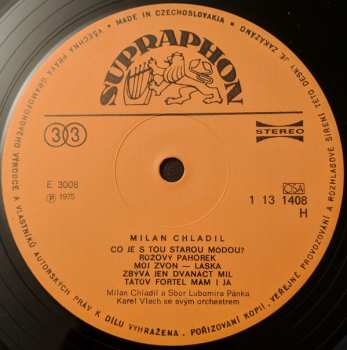 MADE IN CZECHOSLOVAKIA • VŠECHNA PRÁVA GRAMOFONOVÉHO VÝROBCE A VLASTNÍKŮ AUTORSKÝCH PRÁV K DÍLU VYHRAZENA. POŘIZOVÁNÍ KOPIÍ, VEŘEJNÉ PROVOZOVÁNÍ A ROZHLASOVÉ ŠÍŘENÍ TÉTO DESKY JE ZAKÁZÁNO
SUPRAPHON
33
STEREO
E 3008
℗ 1975
OSA
1 13 1408
H
MILAN CHLADIL
CO JE S TOU STAROU MÓDOU?
RŮŽOVÝ PAHOREK
MŮJ ZVON — LÁSKA
ZBÝVÁ JEN DVANÁCT MIL
TÁTŮV FORTEL MÁM I JÁ
Milan Chladil a Sbor Lubomíra Pánka
Karel Vlach se svým orchestrem